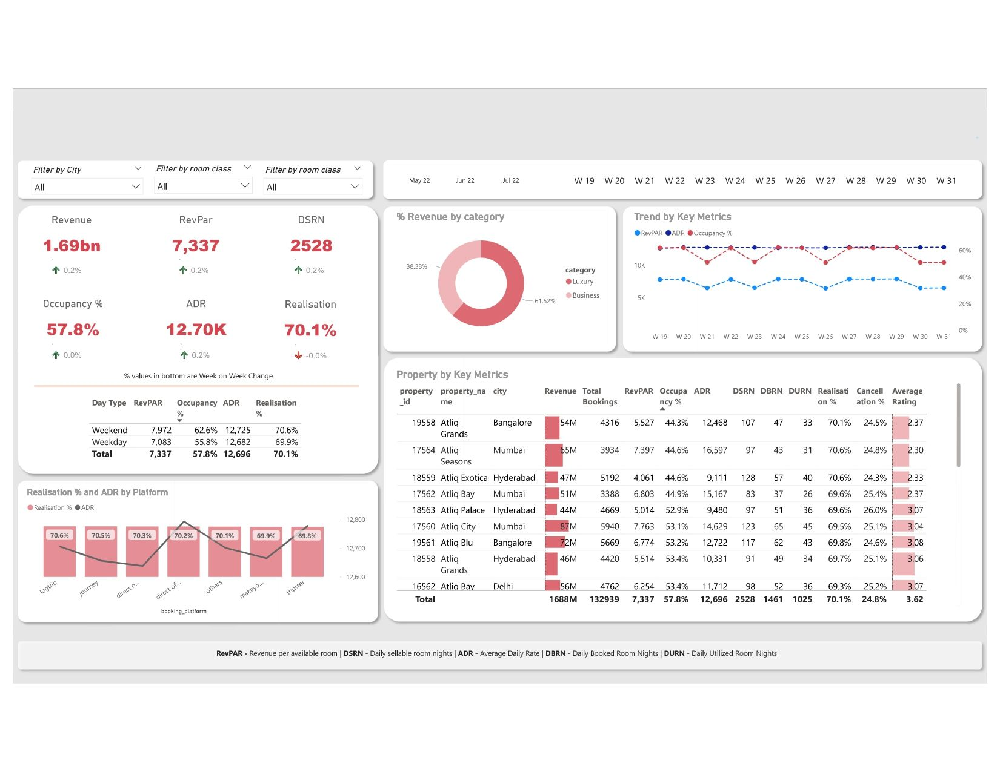 Filter by City
All
Filter by room class
All
Filter by room class
All
May 22 Jun 22 Jul 22
W 19 W 20 W 21 W 22 W 23 W 24 W 25 W 26 W 27 W 28 W 29 W 30 W 31
Revenue RevPar DSRN
1.69bn 7,337 2528
0.2% 0.2% 0.2%
Occupancy % ADR Realisation
57.8% 12.70K 70.1%
0.0% 0.2% -0.0%
% values in bottom are Week on Week Change
Day Type RevPAR Occupancy ADR Realisation
% %
Weekend 7,972 62.6% 12,725 70.6%
Weekday 7,083 55.8% 12,682 69.9%
Total 7,337 57.8% 12,696 70.1%
Realisation % and ADR by Platform
Realisation % ADR
12,800
70.6% 70.5% 70.3% 70.2% 70.1% 69.9% 69.8%
12,700
12,600
logtrip journey direct o... direct of... others makeyo... tripster
booking_platform
% Revenue by category
38.38%
61.62%
category
Luxury
Business
Trend by Key Metrics
RevPAR ADR Occupancy %
60%
10K
40%
5K
20%
0%
W 19 W 20 W 21 W 22 W 23 W 24 W 25 W 26 W 27 W 28 W 29 W 30 W 31
Property by Key Metrics
property property_na city Revenue Total RevPAR Occupa ADR DSRN DBRN DURN Realisati Cancell Average
_id me Bookings ncy % on % ation % Rating
19558 Atliq Bangalore 54M 4316 5,527 44.3% 12,468 107 47 33 70.1% 24.5% 2.37
Grands
17564 Atliq Mumbai 65M 3934 7,397 44.6% 16,597 97 43 31 70.6% 24.8% 2.30
Seasons
18559 Atliq Exotica Hyderabad 47M 5192 4,061 44.6% 9,111 128 57 40 70.6% 24.3% 2.33
17562 Atliq Bay Mumbai 51M 3388 6,803 44.9% 15,167 83 37 26 69.6% 25.4% 2.37
18563 Atliq Palace Hyderabad 44M 4669 5,014 52.9% 9,480 97 51 36 69.6% 26.0% 3.07
17560 Atliq City Mumbai 87M 5940 7,763 53.1% 14,629 123 65 45 69.5% 25.1% 3.04
19561 Atliq Blu Bangalore 72M 5669 6,774 53.2% 12,722 117 62 43 69.8% 24.6% 3.08
18558 Atliq Hyderabad 46M 4420 5,514 53.4% 10,331 91 49 34 69.7% 25.1% 3.06
Grands
16562 Atliq Bay Delhi 56M 4762 6,254 53.4% 11,712 98 52 36 69.3% 25.2% 3.07
Total 1688M 132939 7,337 57.8% 12,696 2528 1461 1025 70.1% 24.8% 3.62
RevPAR - Revenue per available room | DSRN - Daily sellable room nights | ADR - Average Daily Rate | DBRN - Daily Booked Room Nights | DURN - Daily Utilized Room Nights